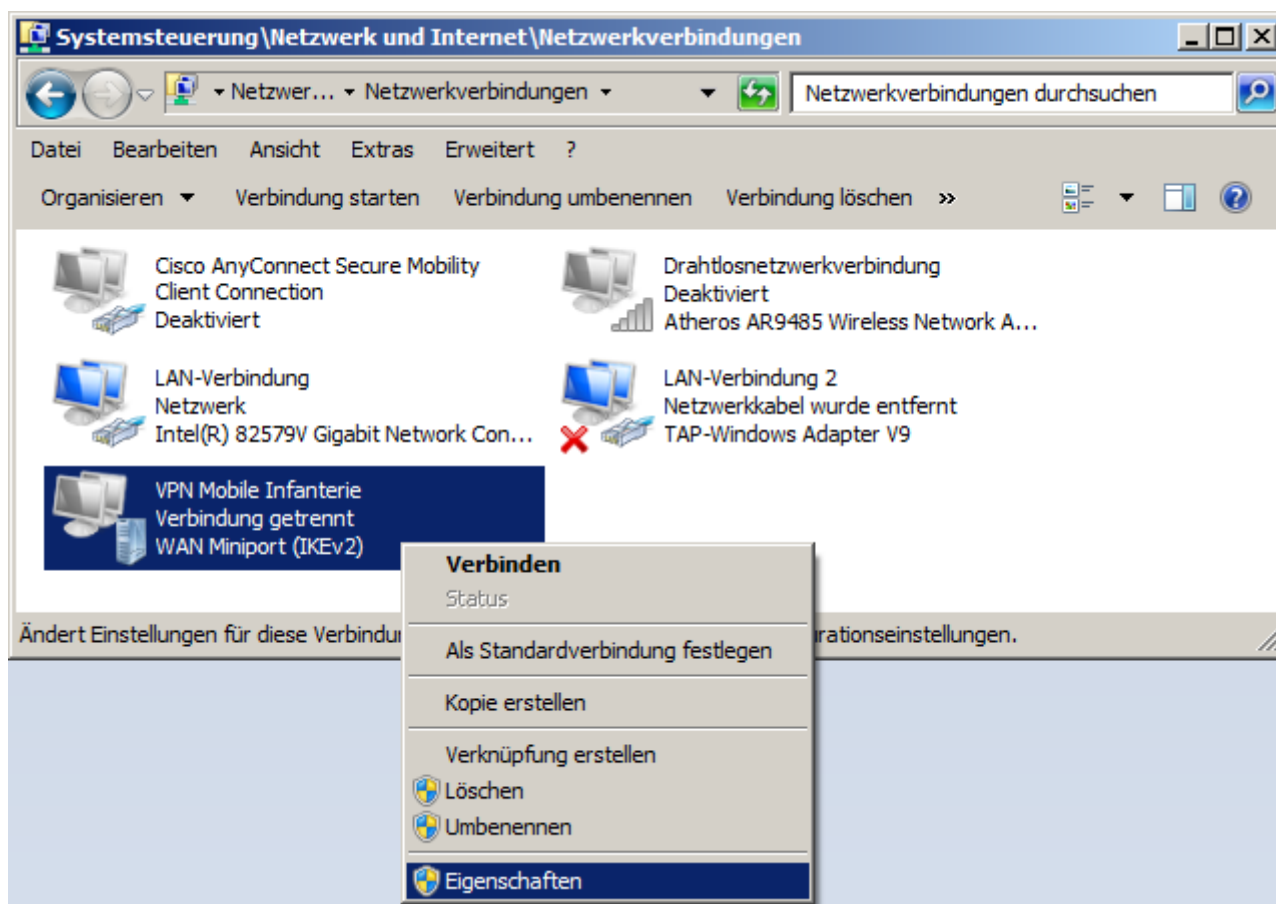 Systemsteuerung\Netzwerk und Internet\Netzwerkverbindungen
Netzwer... Netzwerkverbindungen
Netzwerkverbindungen durchsuchen
Datei Bearbeiten Ansicht Extras Erweitert ?
Organisieren Verbindung starten Verbindung umbenennen Verbindung löschen »
Cisco AnyConnect Secure Mobility
Client Connection
Deaktiviert
Drahtlosnetzwerkverbindung
Deaktiviert
Atheros AR9485 Wireless Network A...
LAN-Verbindung
Netzwerk
Intel(R) 82579V Gigabit Network Con...
LAN-Verbindung 2
Netzwerkkabel wurde entfernt
TAP-Windows Adapter V9
VPN Mobile Infanterie
Verbindung getrennt
WAN Miniport (IKEv2)
Verbinden
Status
Als Standardverbindung festlegen
Kopie erstellen
Verknüpfung erstellen
Löschen
Umbenennen
Eigenschaften
Ändert Einstellungen für diese Verbindu
rationseinstellungen.